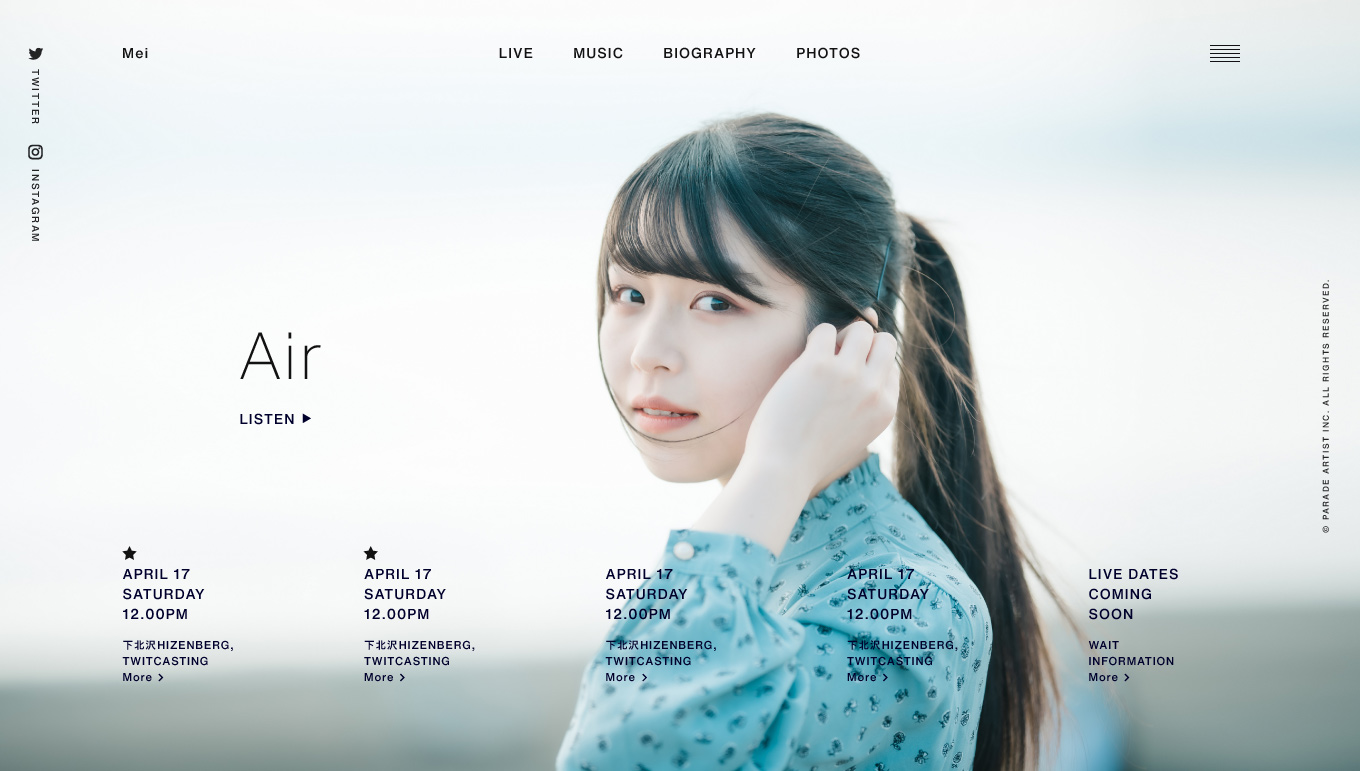 Mei
LIVE
MUSIC
BIOGRAPHY
PHOTOS
TWITTER
INSTAGRAM
Air
LISTEN
APRIL 17
SATURDAY
12.00PM
下北沢HIZENBERG,
TWITCASTING
More
APRIL 17
SATURDAY
12.00PM
下北沢HIZENBERG,
TWITCASTING
More
APRIL 17
SATURDAY
12.00PM
下北沢HIZENBERG,
TWITCASTING
More
APRIL 17
SATURDAY
12.00PM
下北沢HIZENBERG,
TWITCASTING
More
LIVE DATES
COMING
SOON
WAIT
INFORMATION
More
© PARADE ARTIST INC. ALL RIGHTS RESERVED.